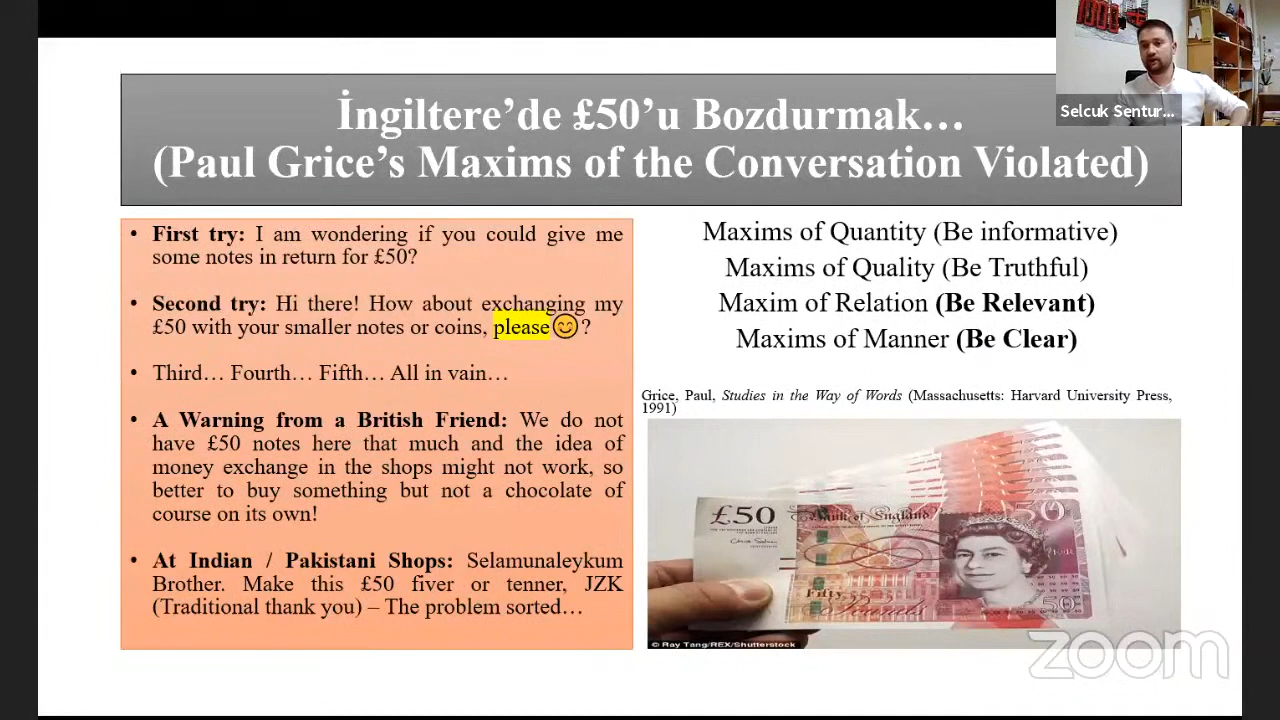 İngiltere’de £50’u Bozdurmak…
(Paul Grice’s Maxims of the Conversation Violated)
Selcuk Sentur...
• First try: I am wondering if you could give me
some notes in return for £50?
• Second try: Hi there! How about exchanging my
£50 with your smaller notes or coins, please😊?
• Third… Fourth… Fifth… All in vain…
• A Warning from a British Friend: We do not
have £50 notes here that much and the idea of
money exchange in the shops might not work, so
better to buy something but not a chocolate of
course on its own!
• At Indian / Pakistani Shops: Selamunaleykum
Brother. Make this £50 fiver or tenner, JZK
(Traditional thank you) – The problem sorted…
Maxims of Quantity (Be informative)
Maxims of Quality (Be Truthful)
Maxim of Relation (Be Relevant)
Maxims of Manner (Be Clear)
Grice, Paul, Studies in the Way of Words (Massachusetts: Harvard University Press,
1991)
£50
Bank of England
50
Fifty
Pounds
50
© Ray Tang/REX/Shutterstock
zoom